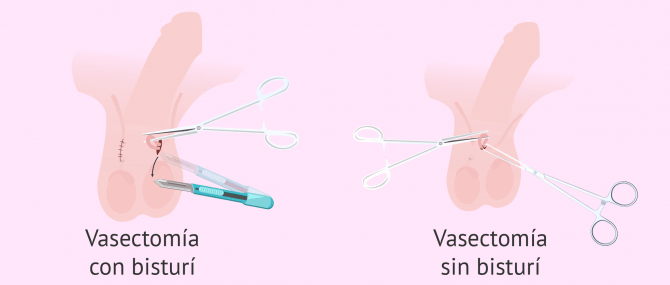 Vasectomía
con bisturí
Vasectomía
sin bisturí